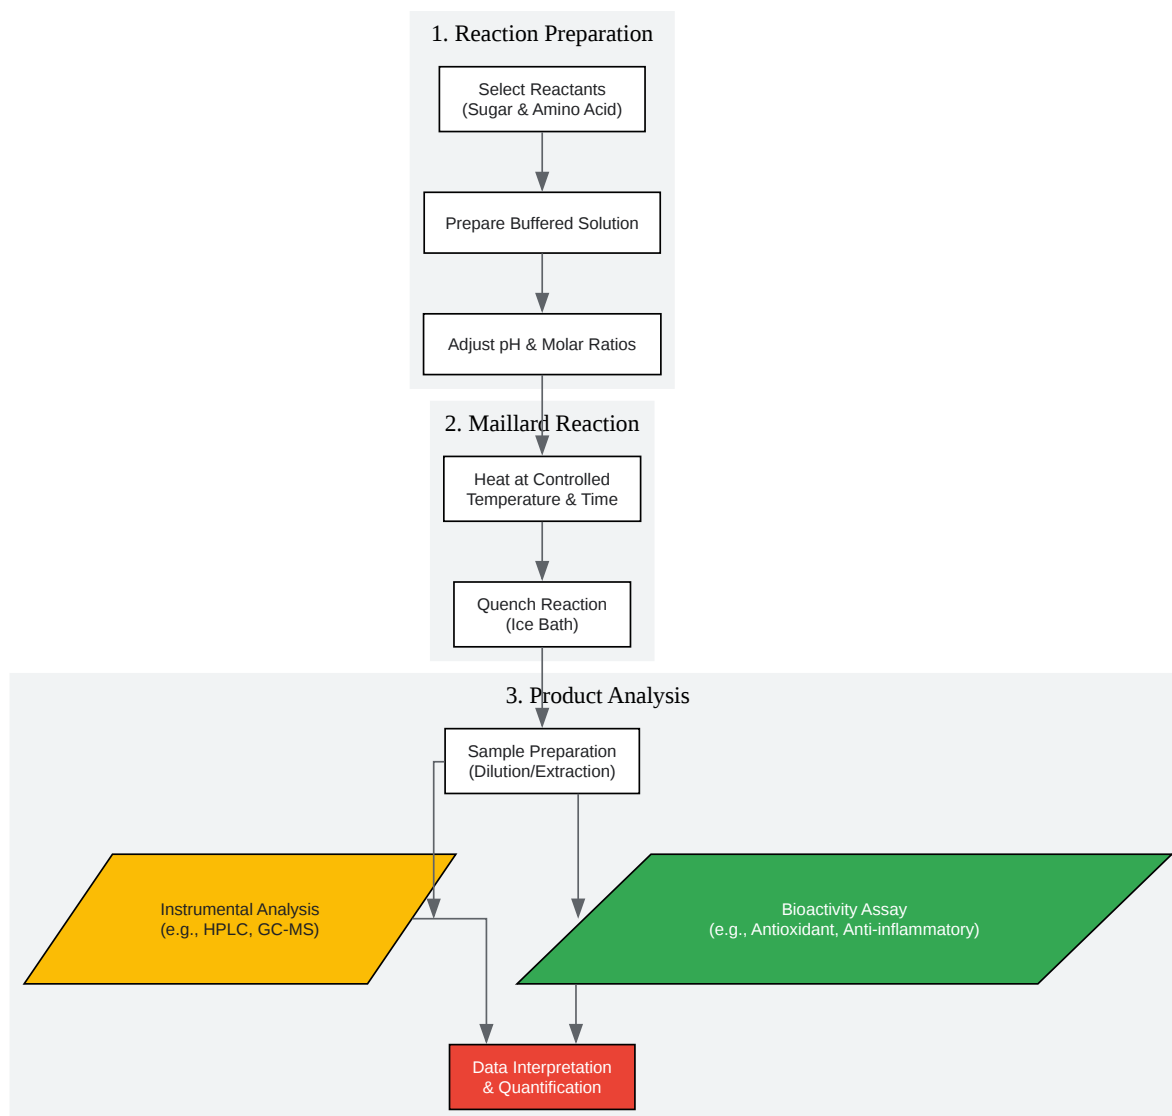 1. Reaction Preparation
Select Reactants
(Sugar & Amino Acid)
Prepare Buffered Solution
Adjust pH & Molar Ratios
2. Maillard Reaction
Heat at Controlled
Temperature & Time
Quench Reaction
(Ice Bath)
3. Product Analysis
Sample Preparation
(Dilution/Extraction)
Instrumental Analysis
(e.g., HPLC, GC-MS)
Bioactivity Assay
(e.g., Antioxidant, Anti-inflammatory)
Data Interpretation
& Quantification